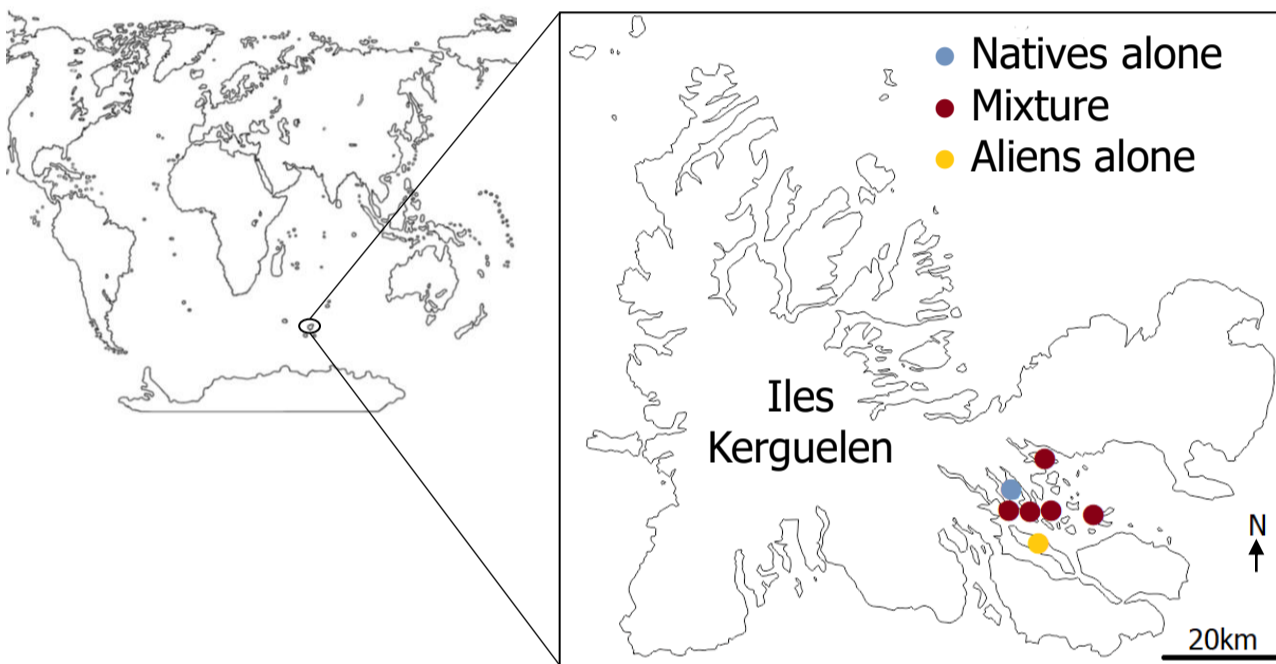 Natives alone
Mixture
Aliens alone
Iles
Kerguelen
N
20km